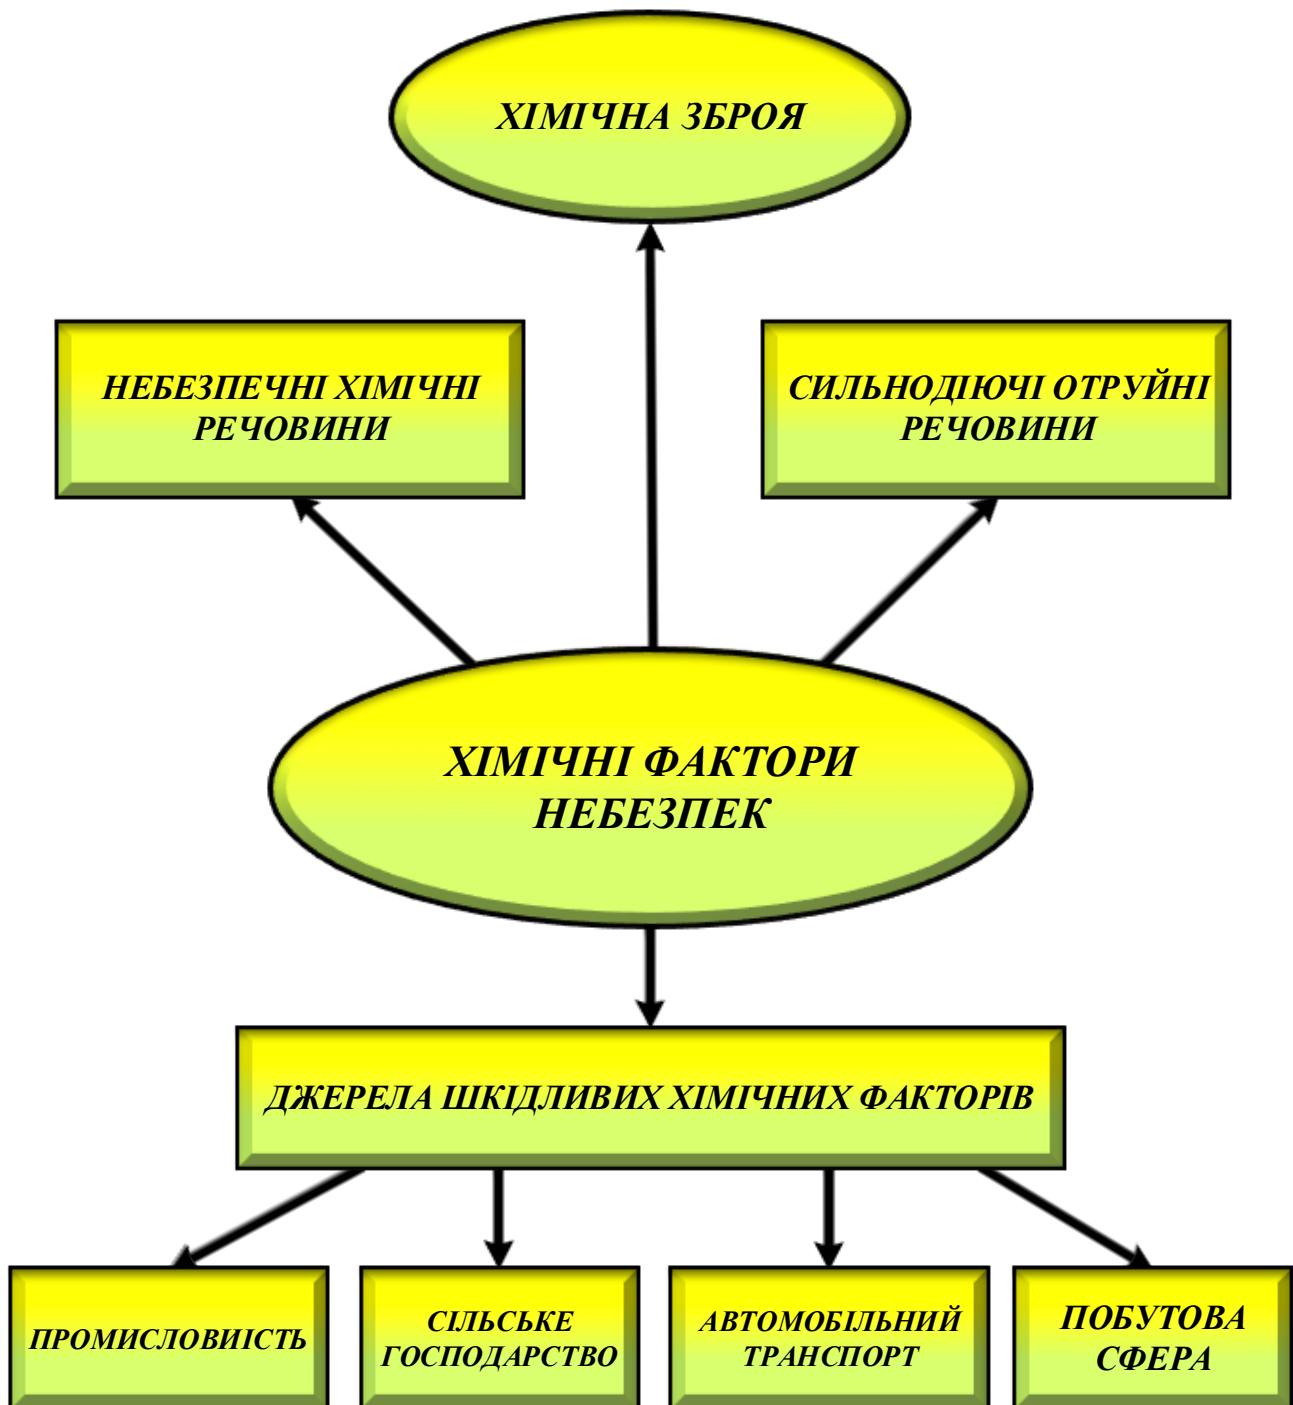 ХІМІЧНА ЗБРОЯ
НЕБЕЗПЕЧНІ ХІМІЧНІ
РЕЧОВИНИ
СИЛЬНОДІЮЧІ ОТРУЙНІ
РЕЧОВИНИ
ХІМІЧНІ ФАКТОРИ
НЕБЕЗПЕК
ДЖЕРЕЛА ШКІДЛИВИХ ХІМІЧНИХ ФАКТОРІВ
ПРОМИСЛОВИІСТЬ
СІЛЬСЬКЕ
ГОСПОДАРСТВО
АВТОМОБІЛЬНИЙ
ТРАНСПОРТ
ПОБУТОВА
СФЕРА